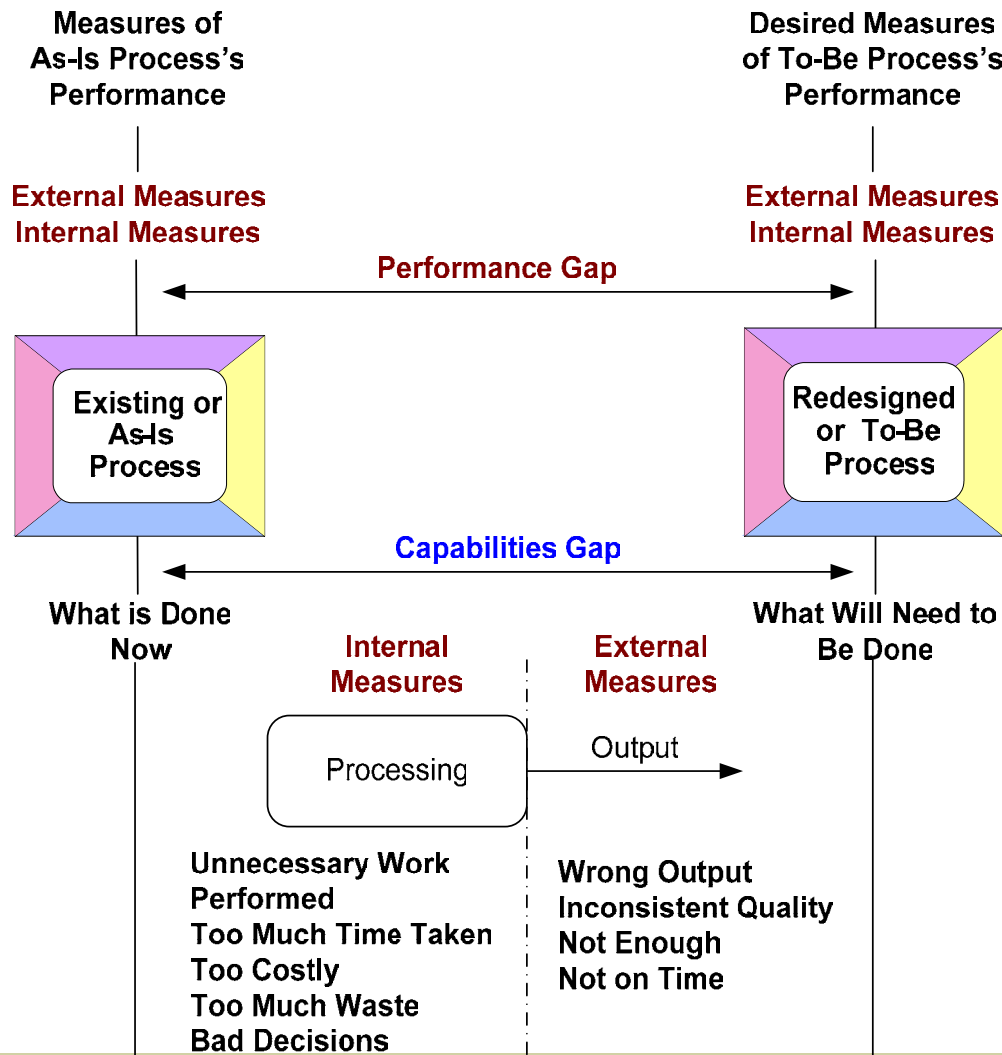 Measures of
As-Is Process's
Performance
Desired Measures
of To-Be Process's
Performance
External Measures
Internal Measures
External Measures
Internal Measures
Performance Gap
Existing or
As-Is
Process
Redesigned
or To-Be
Process
Capabilities Gap
What is Done
Now
What Will Need to
Be Done
Internal
Measures
External
Measures
Processing
Output
Unnecessary Work
Performed
Too Much Time Taken
Too Costly
Too Much Waste
Bad Decisions
Wrong Output
Inconsistent Quality
Not Enough
Not on Time